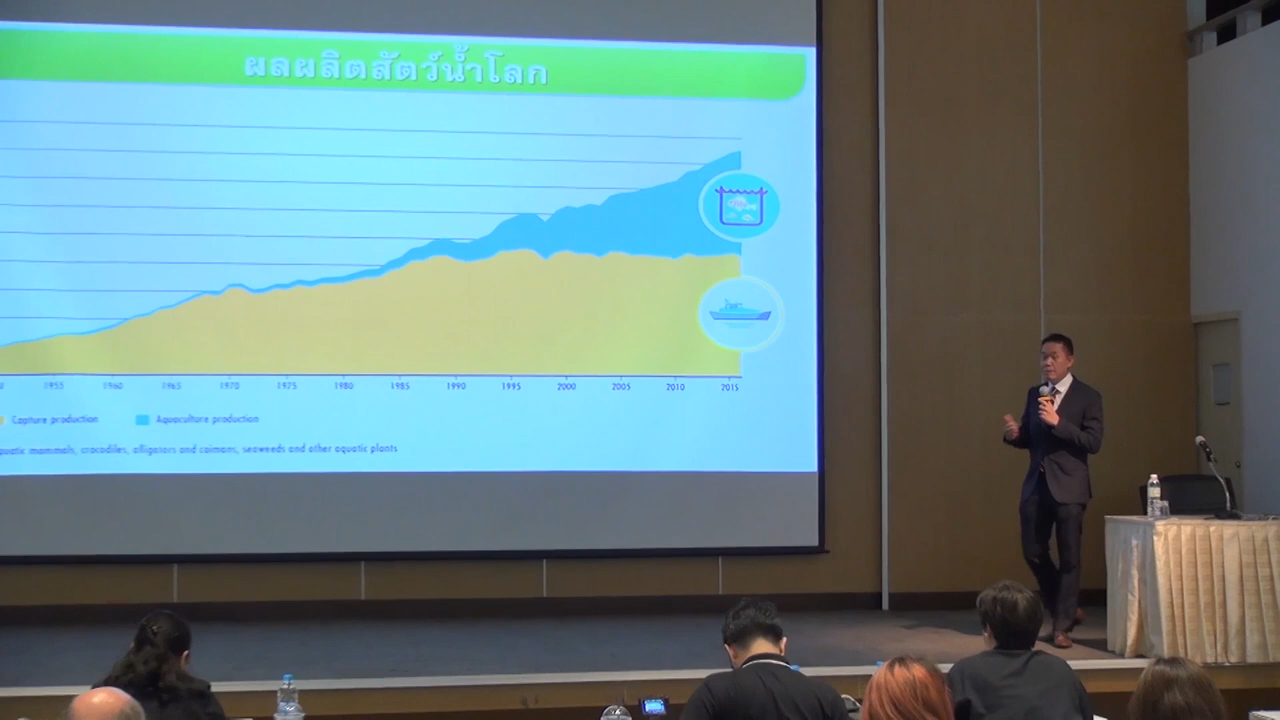 ผลผลิตสัตว์น้ำโลก
1955 1960 1965 1970 1975 1980 1985 1990 1995 2000 2005 2010 2015
Capture production Aquaculture production
mammals, crocodiles, alligators and caimans, seaweeds and other aquatic plants